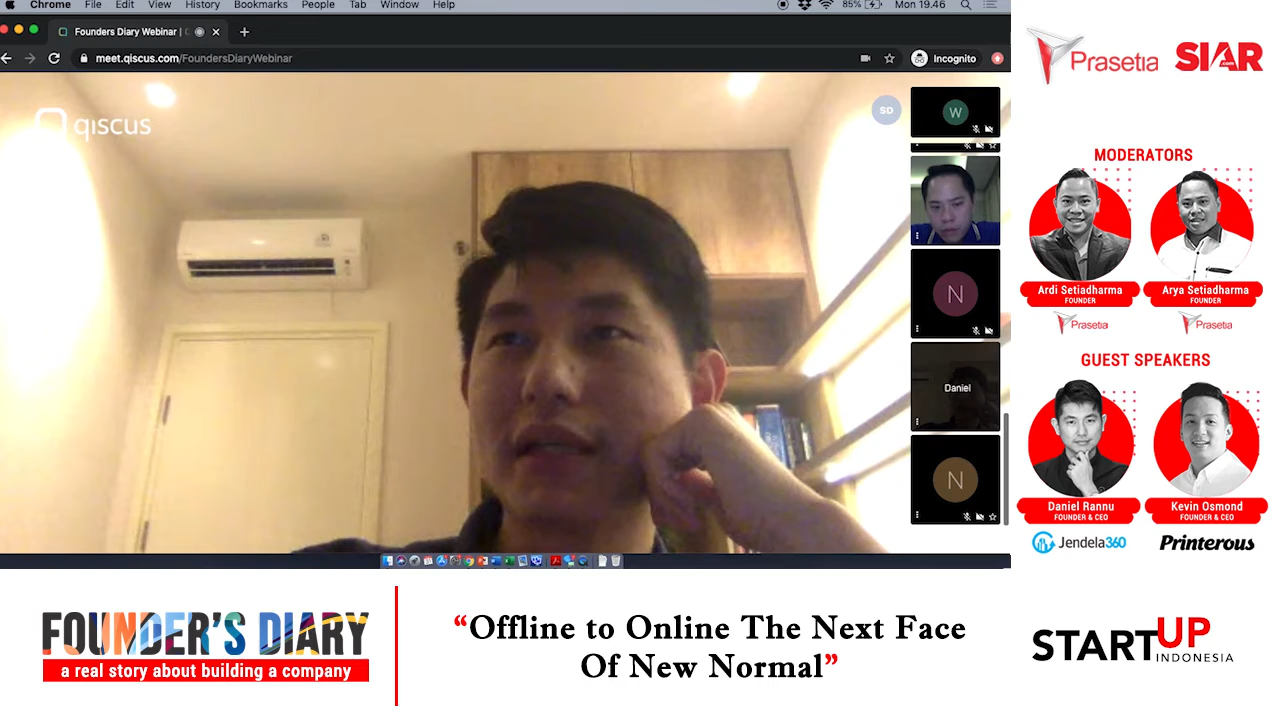 Chrome File Edit View History Bookmarks People Tab Window Help
85% Mon 19.46
Founders Diary Webinar |
meet.qiscus.com/FoundersDiaryWebinar
Incognito
qiscus
SD
W
N
Daniel
N
Prasetia
SIAR
.com
MODERATORS
Ardi Setiadharma
FOUNDER
Prasetia
Arya Setiadharma
FOUNDER
Prasetia
GUEST SPEAKERS
Daniel Rannu
FOUNDER & CEO
Jendela360
Kevin Osmond
FOUNDER & CEO
Printerous
FOUNDER'S DIARY
a real story about building a company
“Offline to Online The Next Face
Of New Normal”
STARTUP
INDONESIA